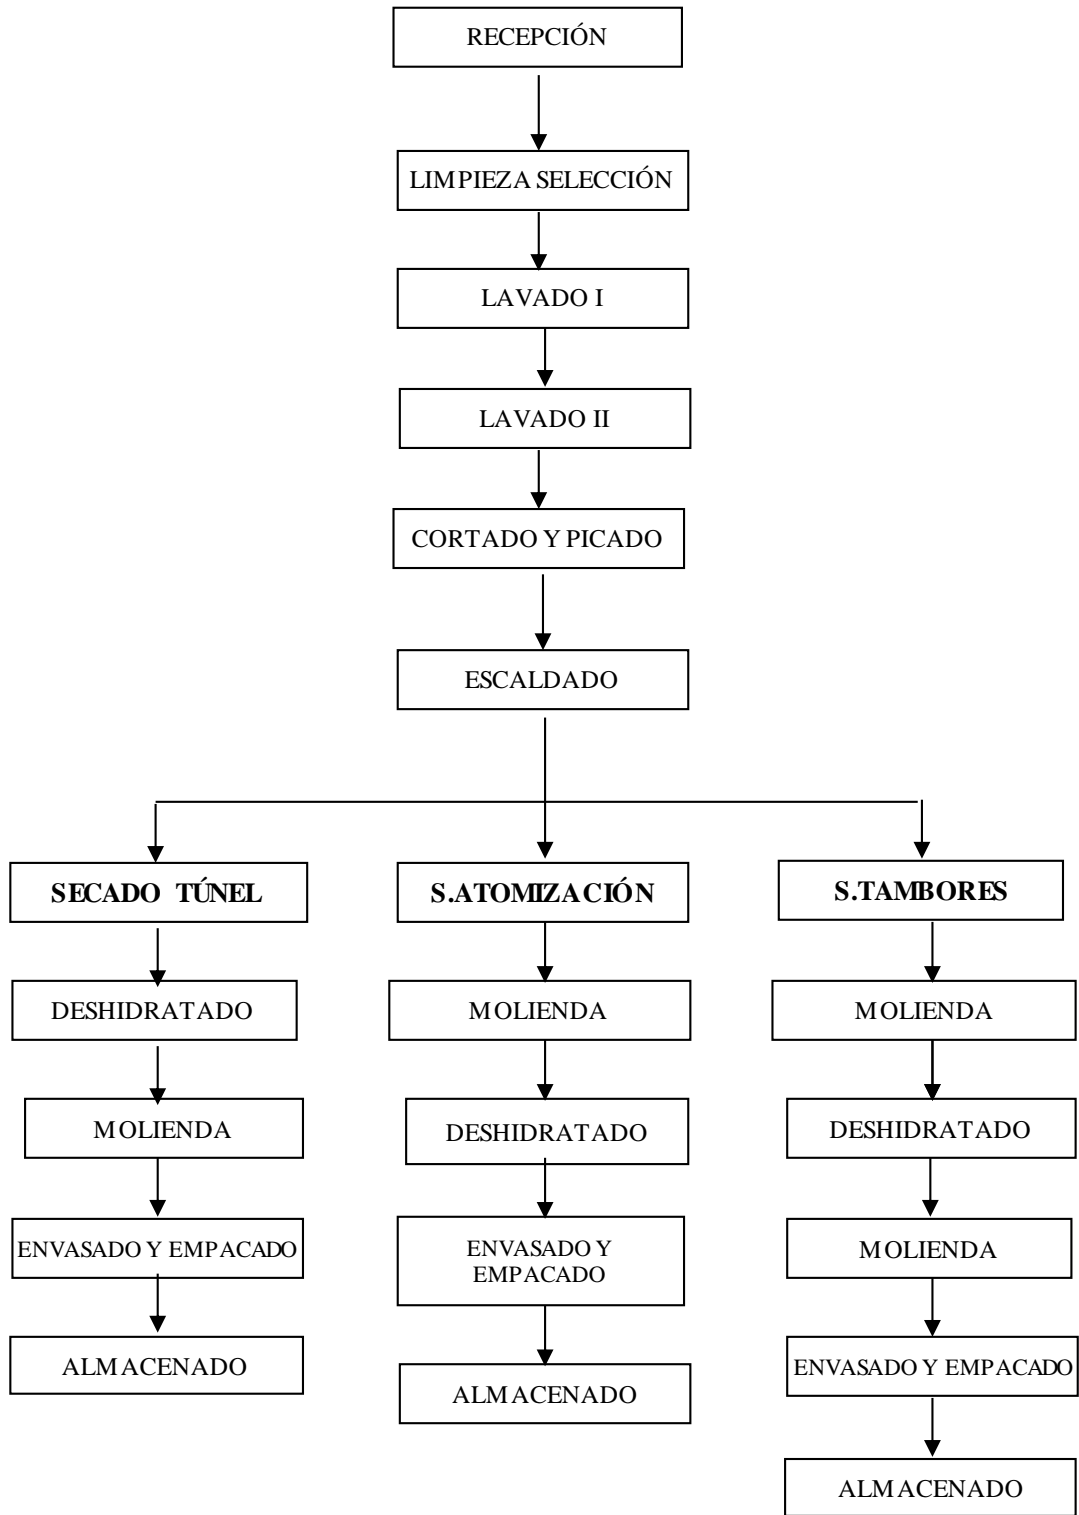 RECEPCIÓN
LIMPIEZA SELECCIÓN
LAVADO I
LAVADO II
CORTADO Y PICADO
ESCALDADO
SECADO TÚNEL
DESHIDRATADO
MOLIENDA
ENVASADO Y EMPACADO
ALMACENADO
S.ATOMIZACIÓN
MOLIENDA
DESHIDRATADO
ENVASADO Y
EMPACADO
ALMACENADO
S.TAMBORES
MOLIENDA
DESHIDRATADO
MOLIENDA
ENVASADO Y EMPACADO
ALMACENADO